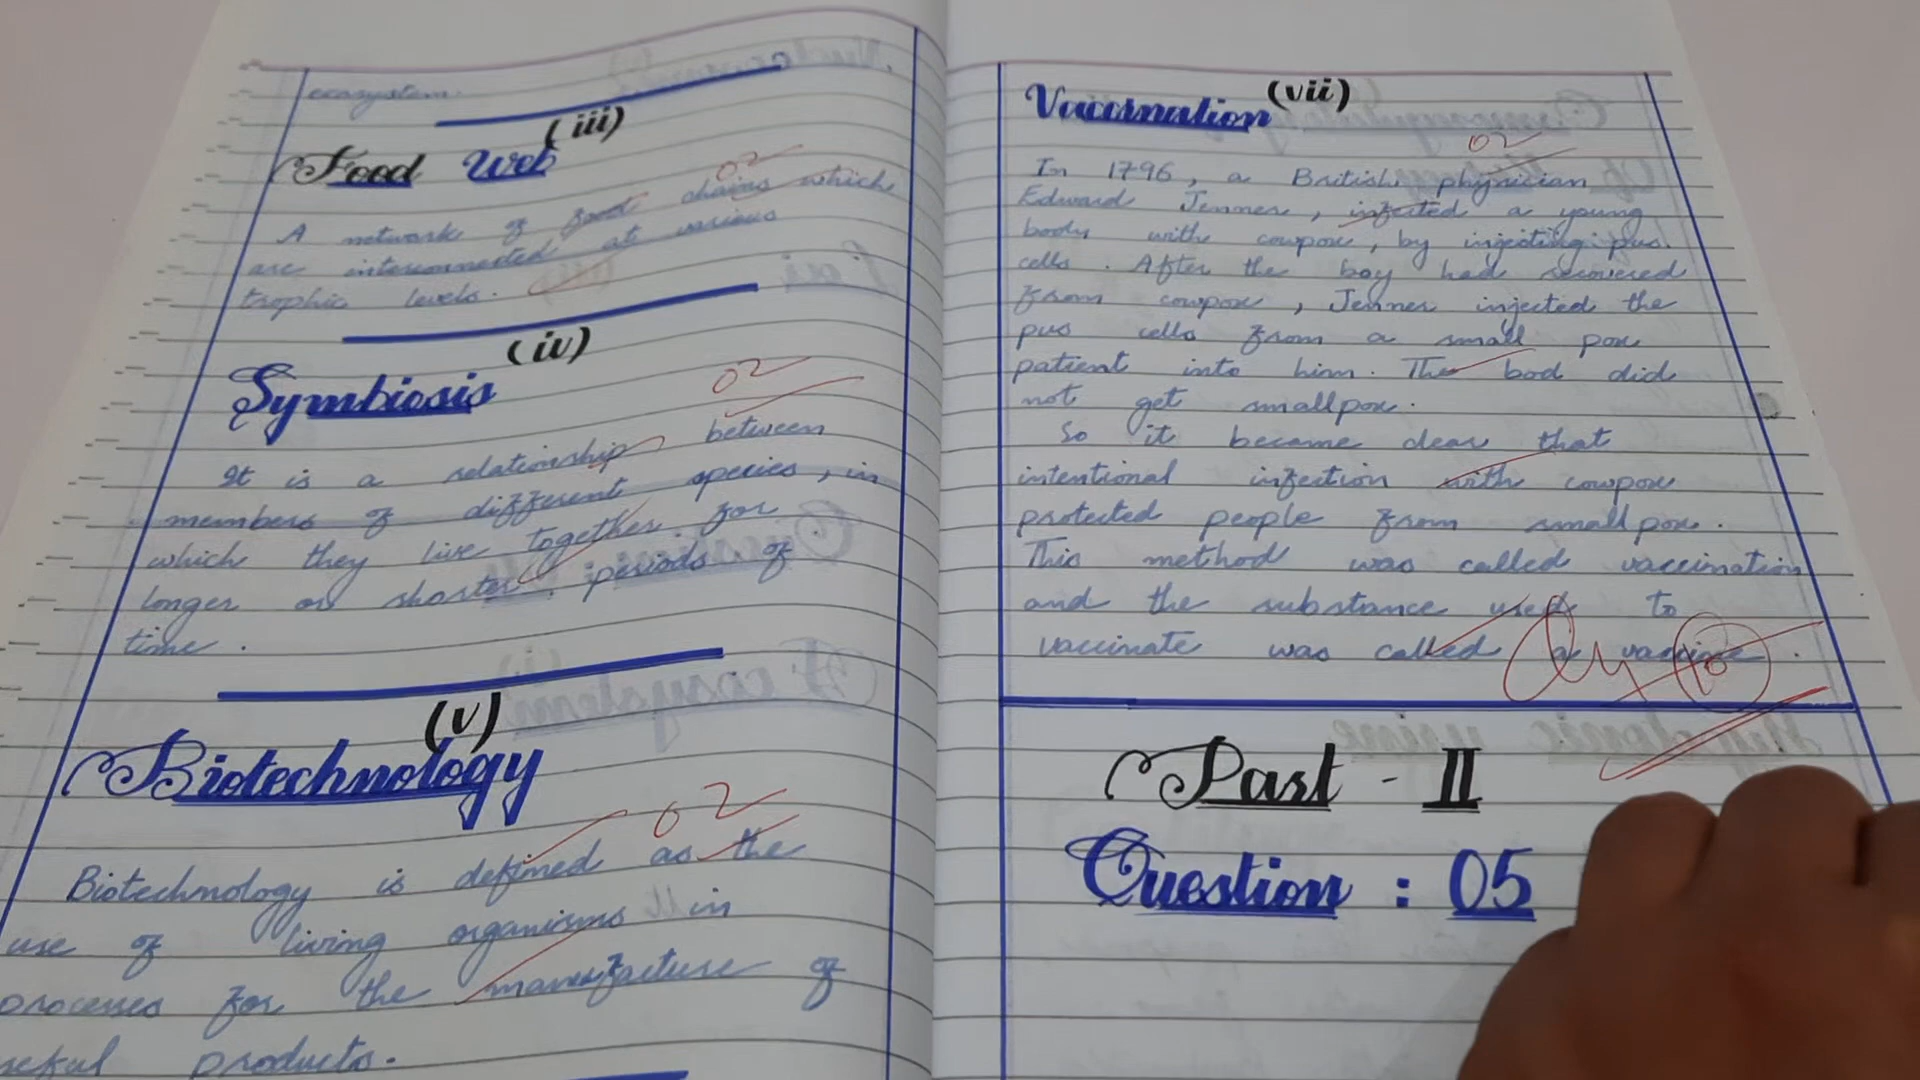 ecosystem.
(iii)
Food Web
02
A network of food chains which
are interconnected at various
trophic levels.
(iv)
Symbiosis
02
It is a relationship between
members of different species, in
which they live together for
longer or shorter periods of
time.
(v)
Biotechnology
02
Biotechnology is defined as the
use of living organisms in
processes for the manufacture of
useful products.
(vii)
Vaccination
02
In 1796, a British physician
Edward Jenner, infected a young
body with cowpox, by injecting pus
cells. After the boy had recovered
from cowpox, Jenner injected the
pus cells from a small pox
patient into him. The bod did
not get smallpox.
So it became clear that
intentional infection with cowpox
protected people from smallpox.
This method was called vaccination
and the substance used to
vaccinate was called a vaccine.
Part - II
Question : 05